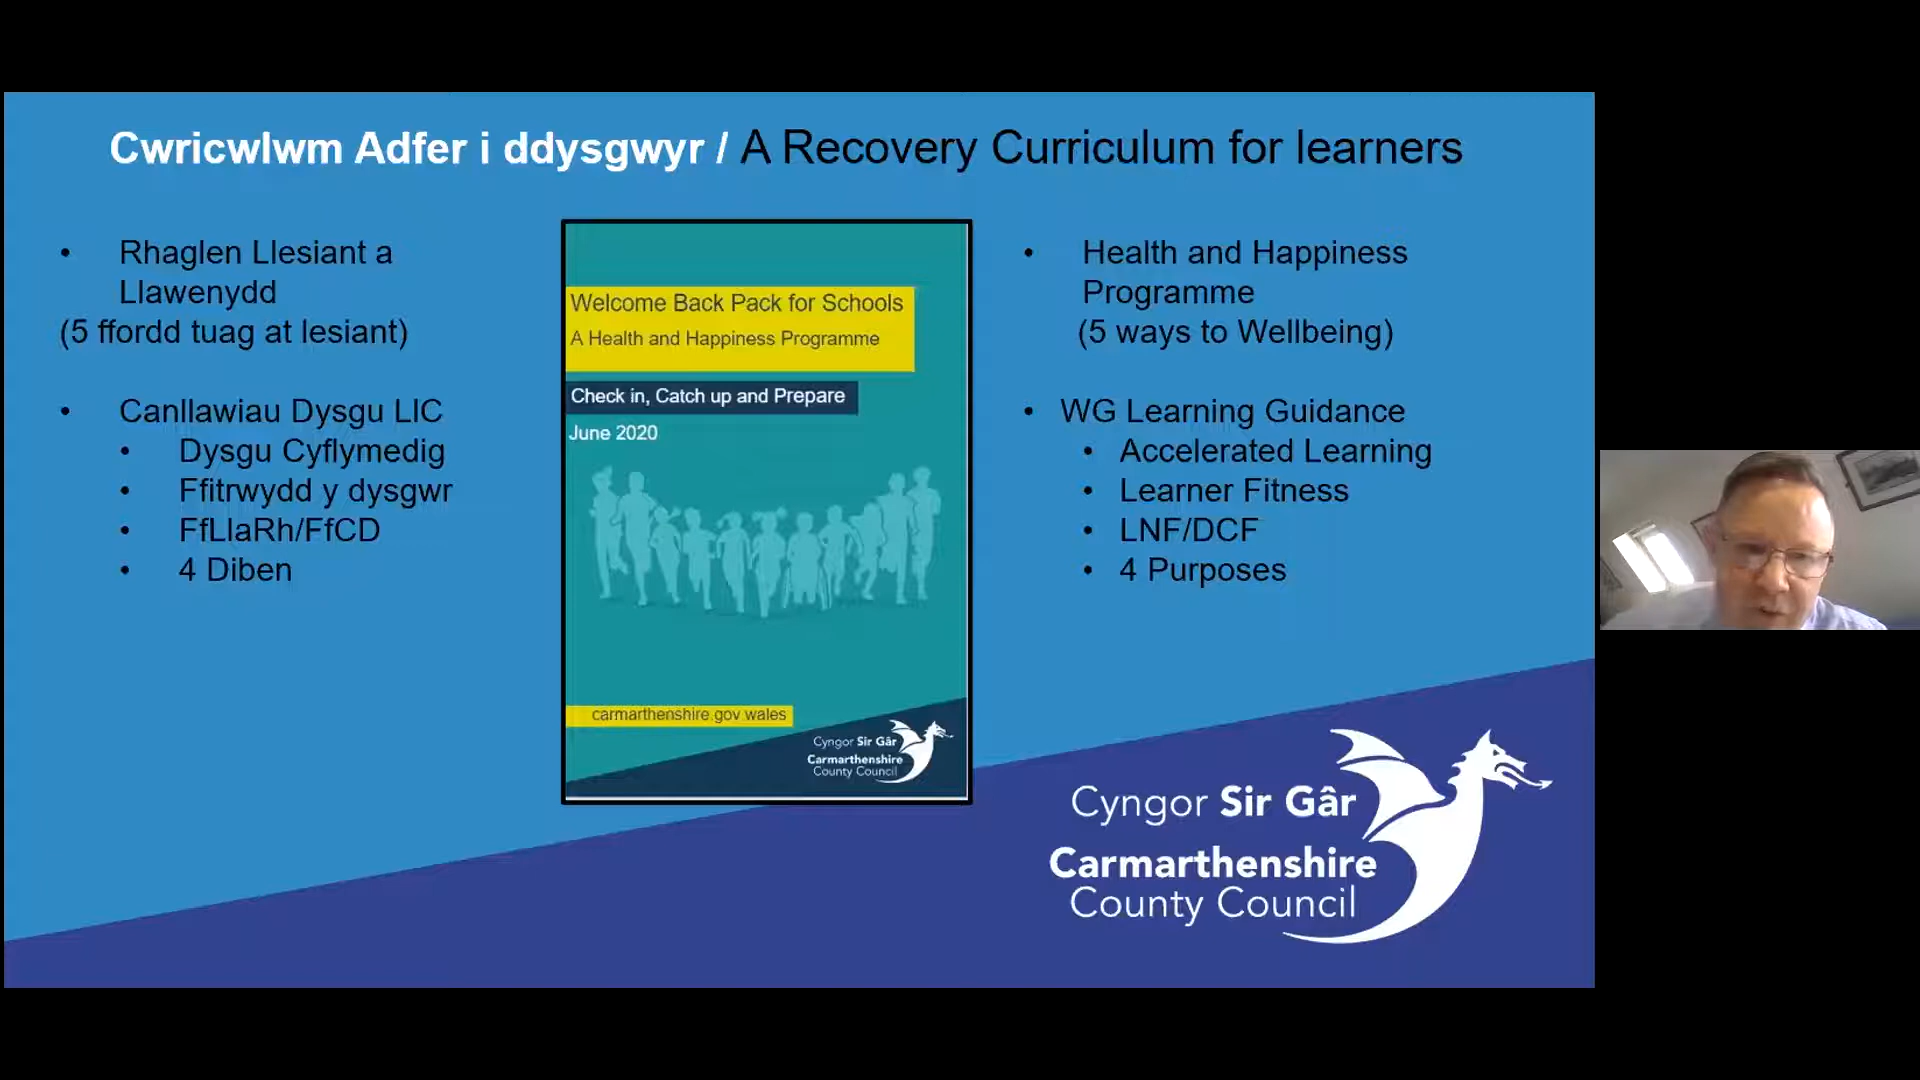 Cwricwlwm Adfer i ddysgwyr / A Recovery Curriculum for learners
• Rhaglen Llesiant a
Llawenydd
(5 ffordd tuag at lesiant)
• Canllawiau Dysgu LlC
• Dysgu Cyflymedig
• Ffitrwydd y dysgwr
• FfLlaRh/FfCD
• 4 Diben
Welcome Back Pack for Schools
A Health and Happiness Programme
Check in, Catch up and Prepare
June 2020
carmarthenshire.gov.wales
Cyngor Sir Gâr
Carmarthenshire
County Council
• Health and Happiness
Programme
(5 ways to Wellbeing)
• WG Learning Guidance
• Accelerated Learning
• Learner Fitness
• LNF/DCF
• 4 Purposes
Cyngor Sir Gâr
Carmarthenshire
County Council